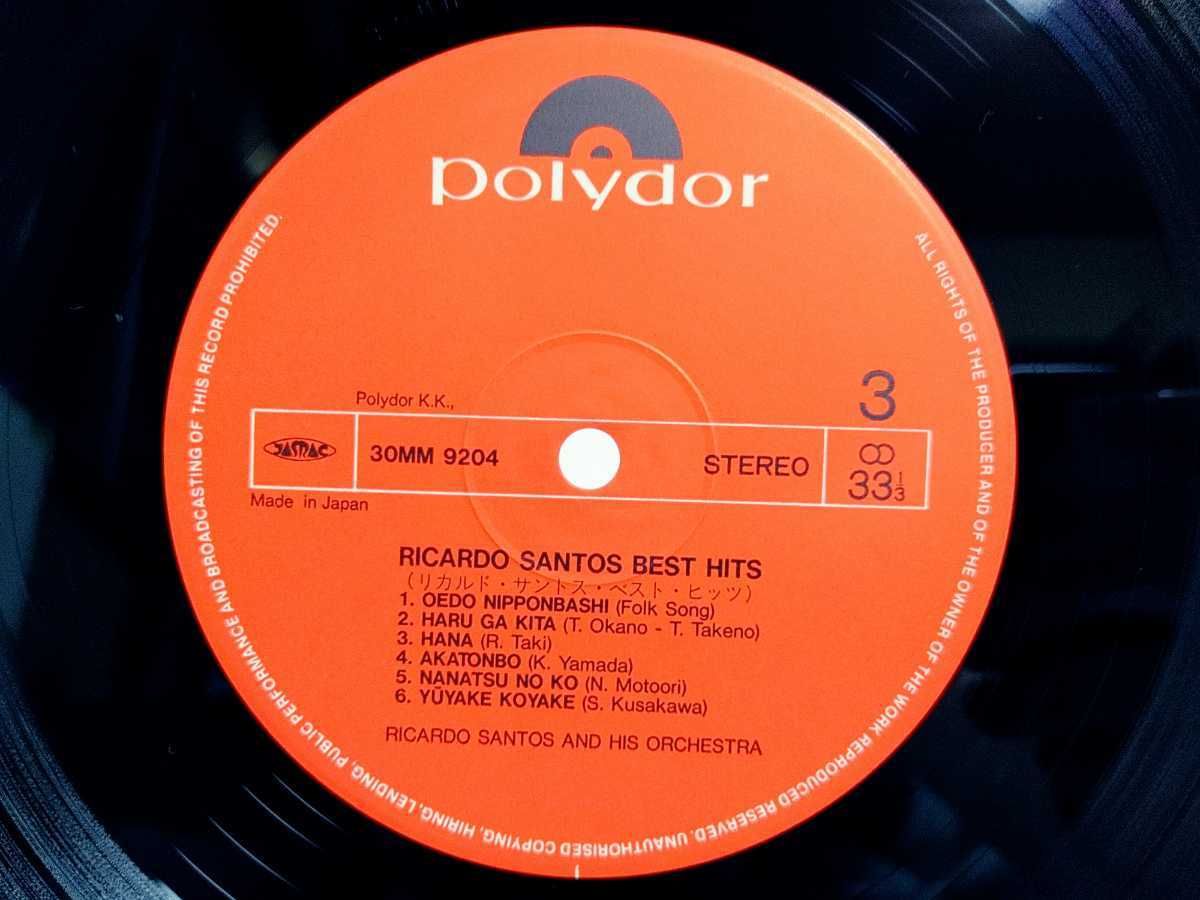 polydor
ALL RIGHTS OF THE PRODUCER AND OF THE OWNER OF THE WORK REPRODUCED RESERVED. UNAUTHORISED COPYING, HIRING, LENDING, PUBLIC PERFORMANCE AND BROADCASTING OF THIS RECORD PROHIBITED.
3
Polydor K.K.,
JASRAC
30MM 9204
STEREO
33 1/3
Made in Japan
RICARDO SANTOS BEST HITS
(リカルド・サントス・ベスト・ヒッツ)
1. OEDO NIPPONBASHI (Folk Song)
2. HARU GA KITA (T. Okano - T. Takeno)
3. HANA (R. Taki)
4. AKATONBO (K. Yamada)
5. NANATSU NO KO (N. Motoori)
6. YŪYAKE KOYAKE (S. Kusakawa)
RICARDO SANTOS AND HIS ORCHESTRA